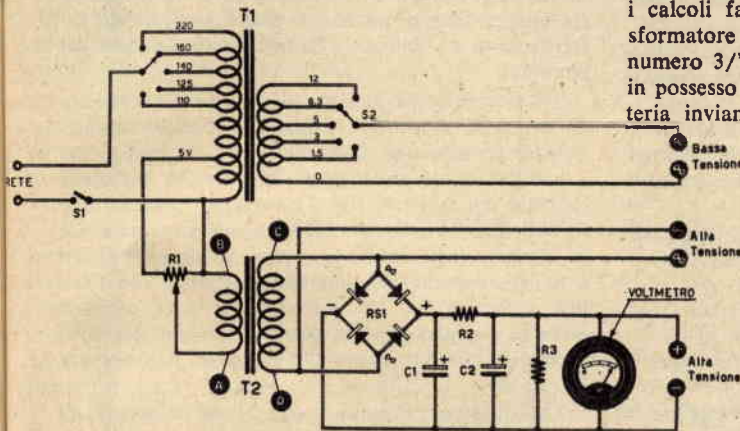 i calcoli fa
sformatore
numero 3/
in possesso
teria invian
T1
220
160
140
125
110
5V
12
6.3
5
3
1.5
0
S2
Bassa
Tensione
RETE
S1
R1
B
A
T2
C
D
Alta
Tensione
RS1
-
+
R2
C1
+
C2
+
R3
VOLTMETRO
+
Alta
Tensione
-